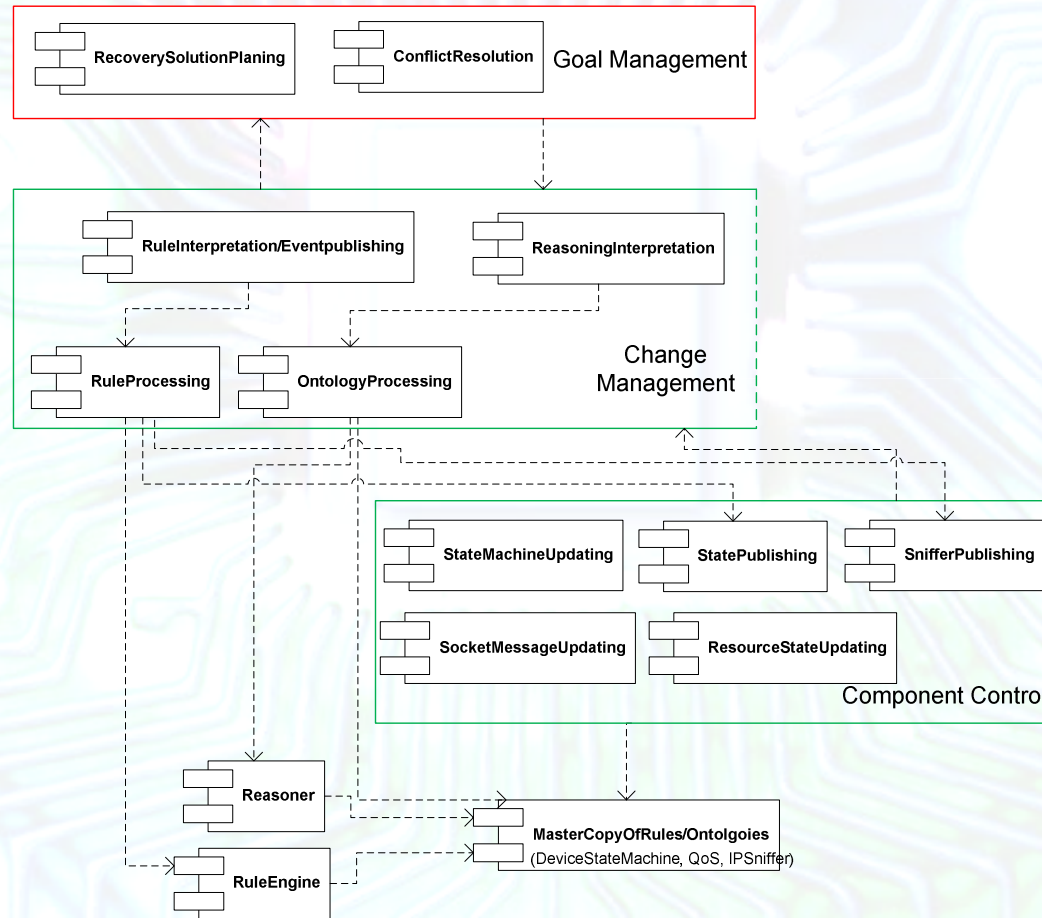 RecoverySolutionPlaning
ConflictResolution
Goal Management
RuleInterpretation/Eventpublishing
ReasoningInterpretation
Change
Management
RuleProcessing
OntologyProcessing
StateMachineUpdating
StatePublishing
SnifferPublishing
SocketMessageUpdating
ResourceStateUpdating
Component Contro
Reasoner
MasterCopyOfRules/Ontolgoies
(DeviceStateMachine, QoS, IPSniffer)
RuleEngine